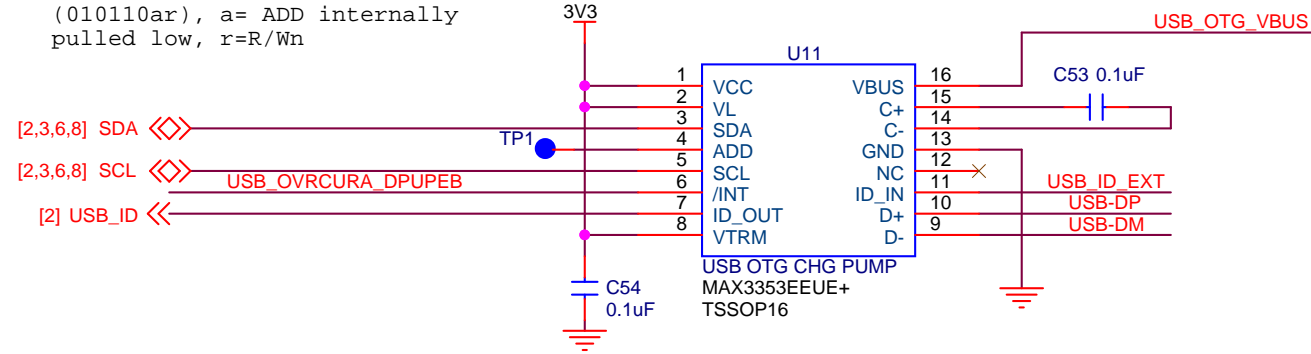 (010110ar), a= ADD internally
pulled low, r=R/Wn
3V3
USB_OTG_VBUS
U11
C53 0.1uF
1 VCC VBUS 16
2 VL C+ 15
[2,3,6,8] SDA 3 SDA C- 14
TP1 4 ADD GND 13
[2,3,6,8] SCL 5 SCL NC 12
USB_OVRCURA_DPUPEB 6 /INT ID_IN 11 USB_ID_EXT
[2] USB_ID 7 ID_OUT D+ 10 USB-DP
8 VTRM D- 9 USB-DM
USB OTG CHG PUMP
MAX3353EEUE+
TSSOP16
C54
0.1uF